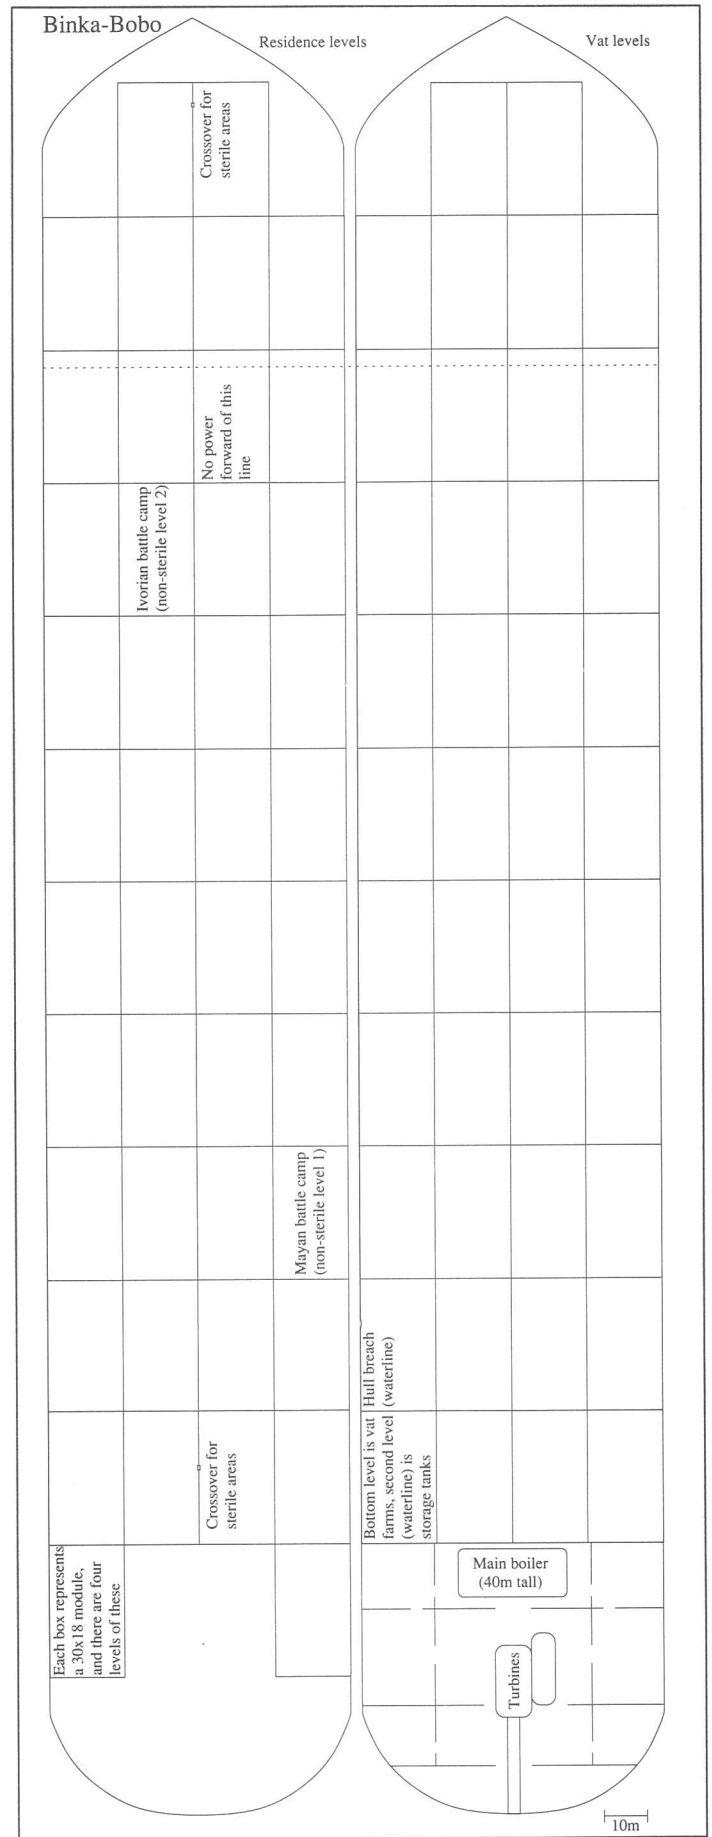 Binka-Bobo
Residence levels
Vat levels
Crossover for
sterile areas
No power
forward of this
line
Ivorian battle camp
(non-sterile level 2)
Mayan battle camp
(non-sterile level 1)
Hull breach
(waterline)
Crossover for
sterile areas
Bottom level is vat
farms, second level
(waterline) is
storage tanks
Each box represents
a 30x18 module,
and there are four
levels of these
Main boiler
(40m tall)
Turbines
10m